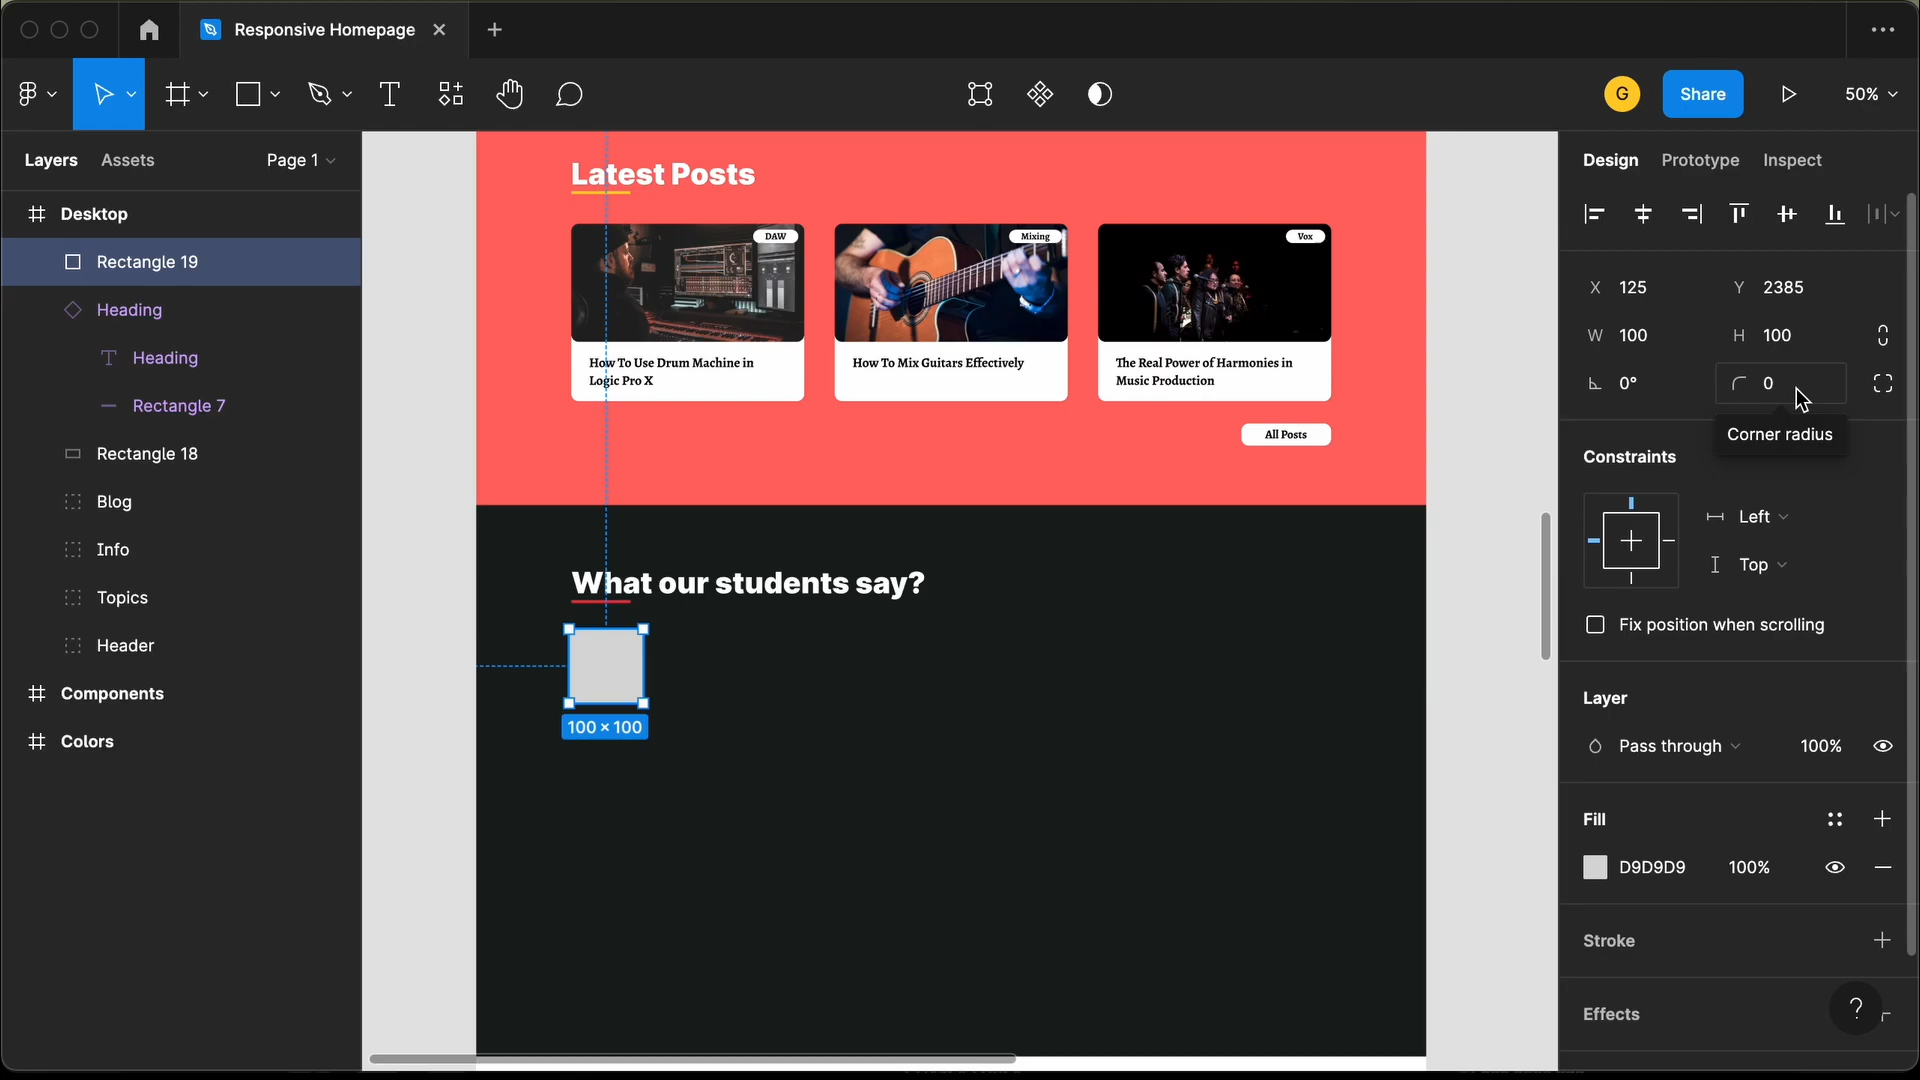 Responsive Homepage
G
Share
50%
Layers
Assets
Page 1
Desktop
Rectangle 19
Heading
Heading
Rectangle 7
Rectangle 18
Blog
Info
Topics
Header
Components
Colors
Latest Posts
DAW
Mixing
Vox
How To Use Drum Machine in
Logic Pro X
How To Mix Guitars Effectively
The Real Power of Harmonies in
Music Production
All Posts
What our students say?
100 × 100
Design
Prototype
Inspect
X 125
Y 2385
W 100
H 100
0°
0
Corner radius
Constraints
Left
Top
Fix position when scrolling
Layer
Pass through
100%
Fill
D9D9D9
100%
Stroke
Effects
?